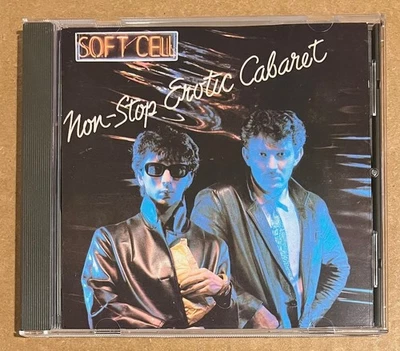 SOFT CELL
Non-Stop Erotic Cabaret